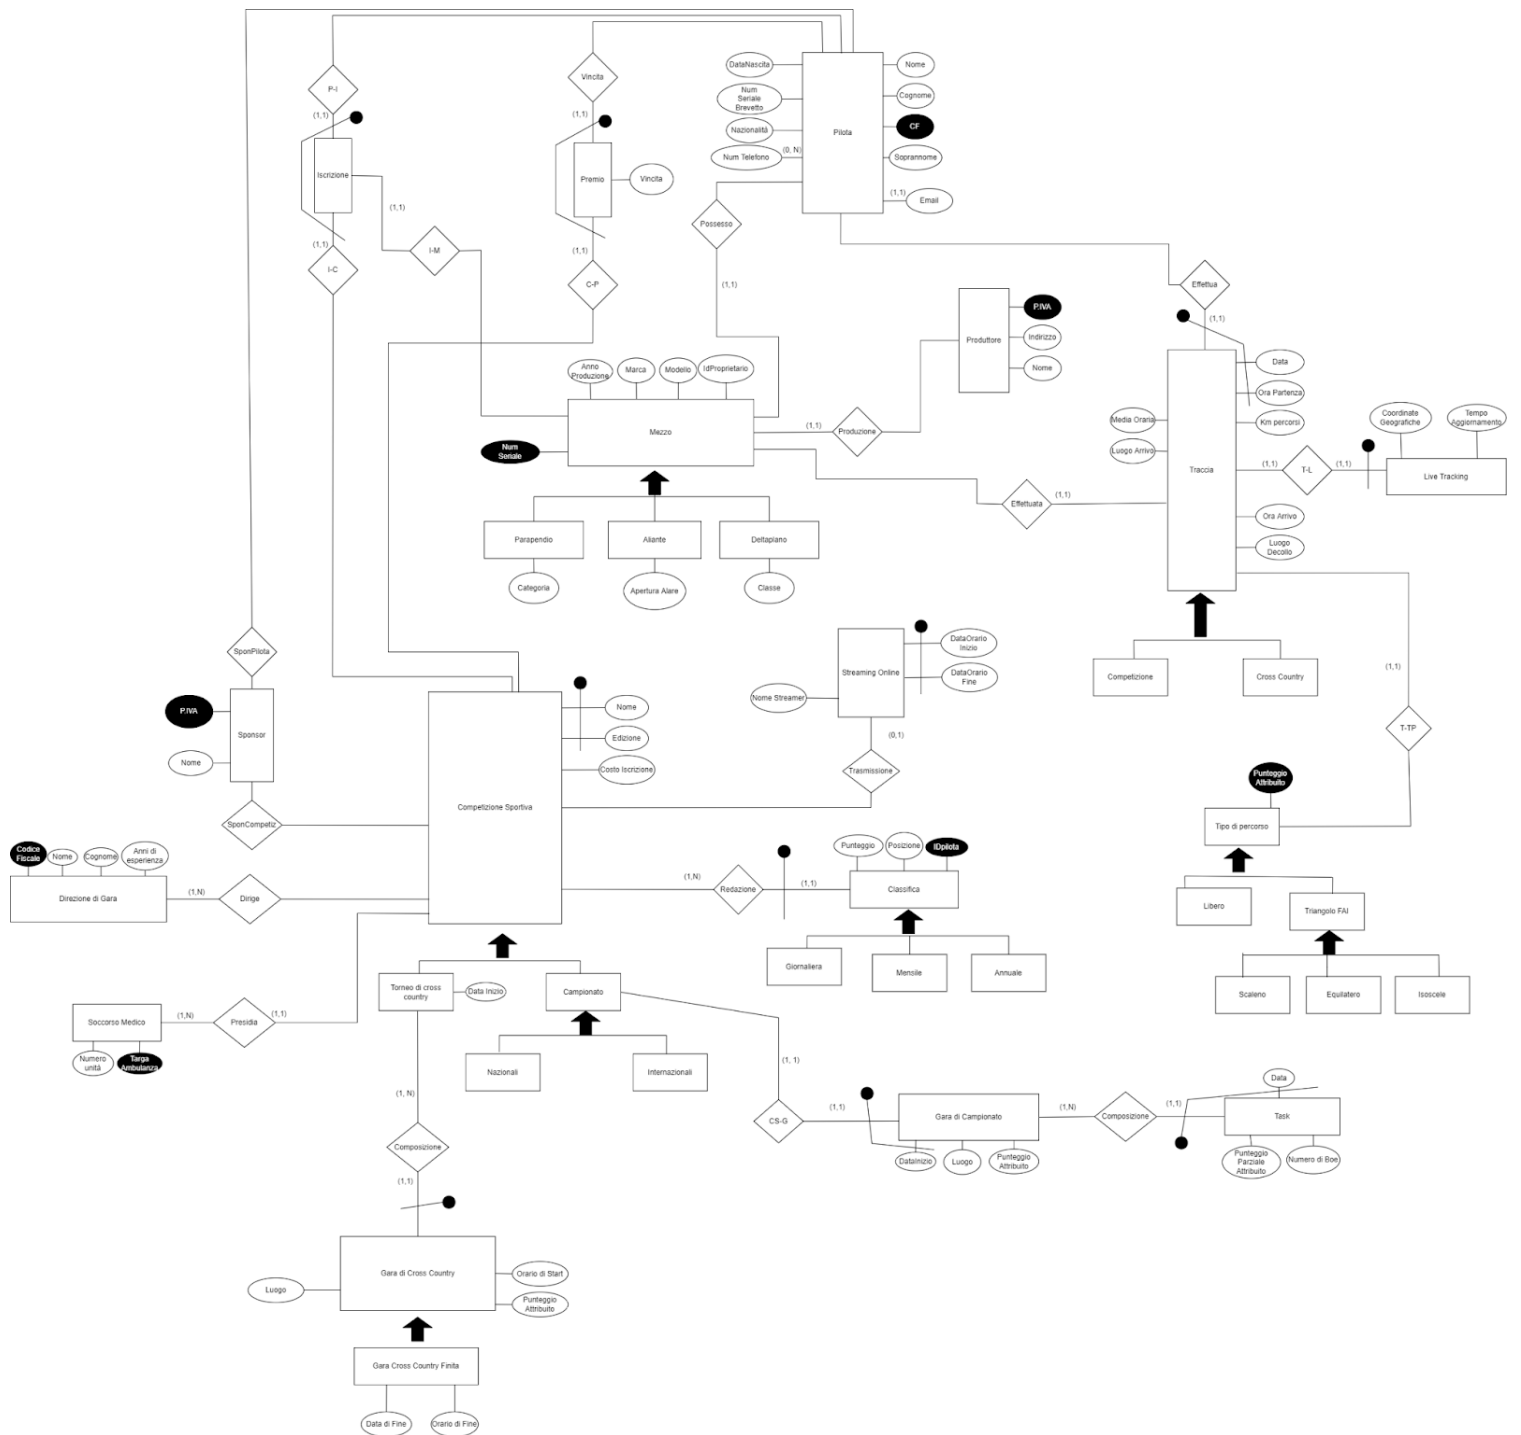 Vincita
DataNascita
Nome
P-I
Num
Seriale
Brevetto
Cognome
(1,1)
(1,1)
Pilota
CF
Nazionalità
Num Telefono
(0, N)
Soprannome
Iscrizione
Premio
Vincita
(1,1)
Email
(1,1)
Possesso
(1,1)
(1,1)
I-M
I-C
C-P
(1,1)
Effettua
P.IVA
(1,1)
Produttore
Indirizzo
Nome
Data
Anno
Produzione
Marca
Modello
IdProprietario
Ora Partenza
Media Oraria
Km percorsi
Coordinate
Geografiche
Tempo
Aggiornamento
Mezzo
(1,1)
Produzione
Num
Seriale
Luogo Arrivo
Traccia
(1,1)
T-L
(1,1)
Live Tracking
Effettuata
(1,1)
Ora Arrivo
Parapendio
Aliante
Deltaplano
Luogo
Decollo
Categoria
Apertura Alare
Classe
DataOrario
Inizio
SponPilota
Streaming Online
DataOrario
Fine
Competizione
Cross Country
(1,1)
Nome Streamer
P.IVA
Nome
Sponsor
Edizione
(0,1)
T-TP
Nome
Costo Iscrizione
Trasmissione
Punteggio
Attribuito
Competizione Sportiva
SponCompetiz
Tipo di percorso
Codice
Fiscale
Nome
Cognome
Anni di
esperienza
Punteggio
Posizione
IDpilota
(1,N)
Redazione
(1,1)
Classifica
Direzione di Gara
(1,N)
Dirige
Libero
Triangolo FAI
Giornaliera
Mensile
Annuale
Torneo di cross
country
Data Inizio
Campionato
Scaleno
Equilatero
Isoscele
Soccorso Medico
(1,N)
Presidia
(1,1)
Numero
unità
Targa
Ambulanza
Nazionali
Internazionali
(1, 1)
Data
(1, N)
(1,1)
Gara di Campionato
(1,N)
Composizione
(1,1)
Task
CS-G
Composizione
DataInizio
Luogo
Punteggio
Attribuito
Punteggio
Parziale
Attribuito
Numero di Boe
(1,1)
Gara di Cross Country
Orario di Start
Luogo
Punteggio
Attribuito
Gara Cross Country Finita
Data di Fine
Orario di Fine